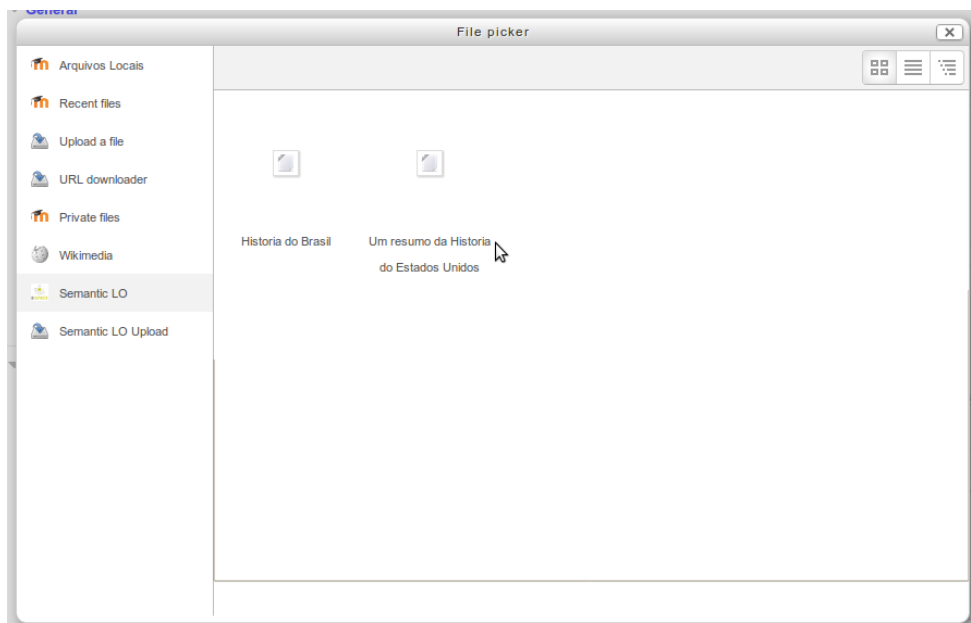 General
File picker
Arquivos Locais
Recent files
Upload a file
URL downloader
Private files
Wikimedia
Semantic LO
Semantic LO Upload
Historia do Brasil
Um resumo da Historia
do Estados Unidos